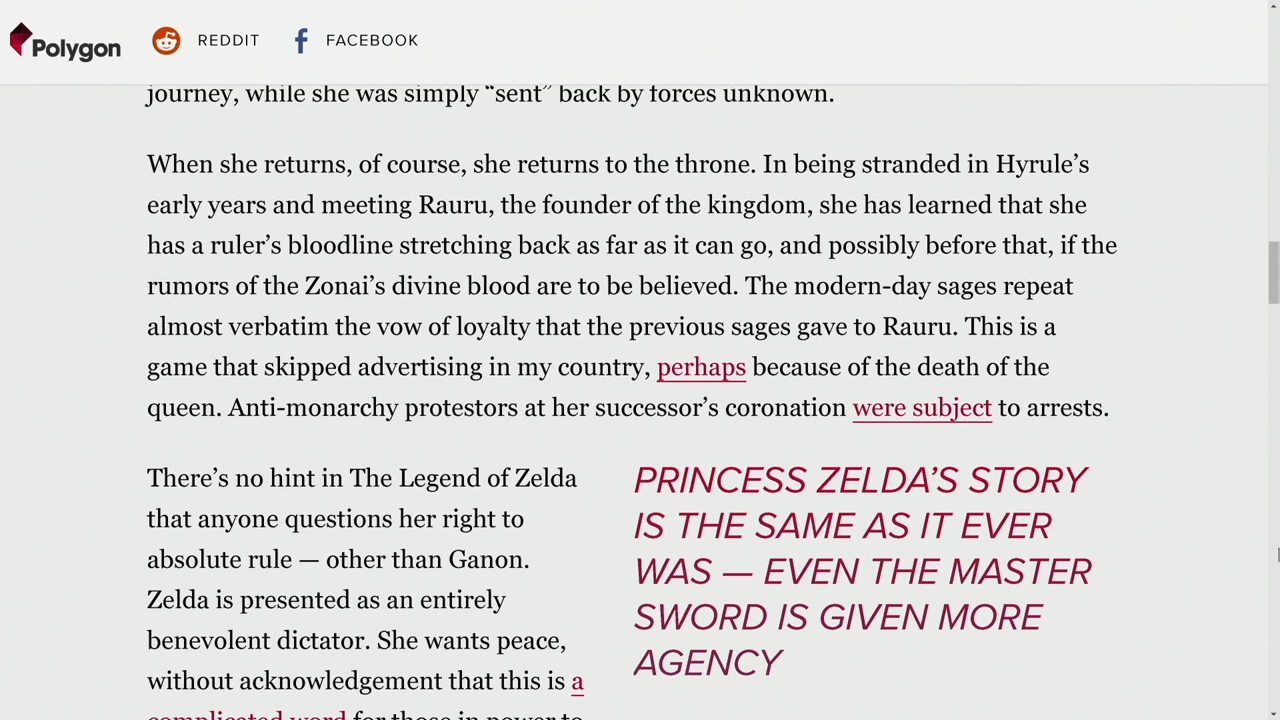 Polygon REDDIT FACEBOOK
journey, while she was simply “sent” back by forces unknown.
When she returns, of course, she returns to the throne. In being stranded in Hyrule’s
early years and meeting Rauru, the founder of the kingdom, she has learned that she
has a ruler’s bloodline stretching back as far as it can go, and possibly before that, if the
rumors of the Zonai’s divine blood are to be believed. The modern-day sages repeat
almost verbatim the vow of loyalty that the previous sages gave to Rauru. This is a
game that skipped advertising in my country, perhaps because of the death of the
queen. Anti-monarchy protestors at her successor’s coronation were subject to arrests.
There’s no hint in The Legend of Zelda
that anyone questions her right to
absolute rule — other than Ganon.
Zelda is presented as an entirely
benevolent dictator. She wants peace,
without acknowledgement that this is a
complicated word for those in power to
PRINCESS ZELDA’S STORY
IS THE SAME AS IT EVER
WAS — EVEN THE MASTER
SWORD IS GIVEN MORE
AGENCY